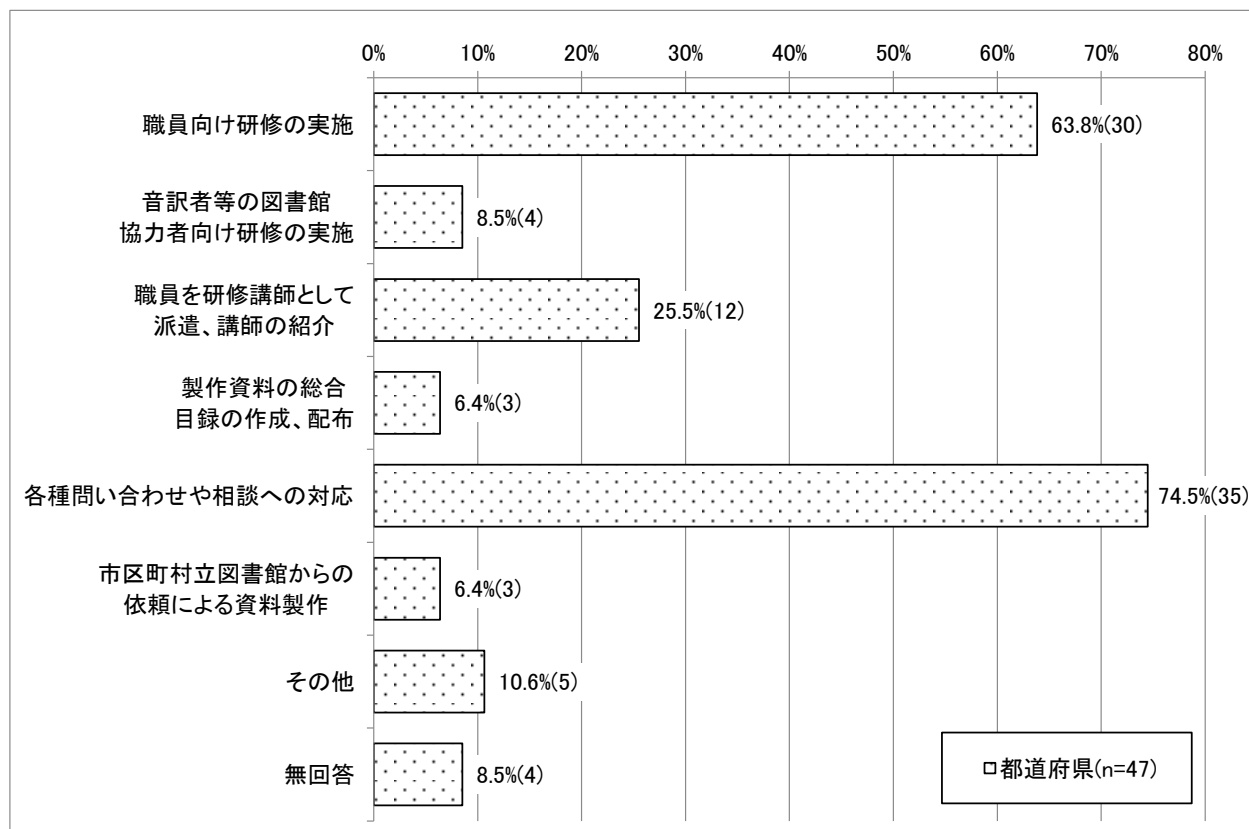 0% 10% 20% 30% 40% 50% 60% 70% 80%
職員向け研修の実施
63.8%(30)
音訳者等の図書館
協力者向け研修の実施
8.5%(4)
職員を研修講師として
派遣、講師の紹介
25.5%(12)
製作資料の総合
目録の作成、配布
6.4%(3)
各種問い合わせや相談への対応
74.5%(35)
市区町村立図書館からの
依頼による資料製作
6.4%(3)
その他
10.6%(5)
無回答
8.5%(4)
都道府県(n=47)